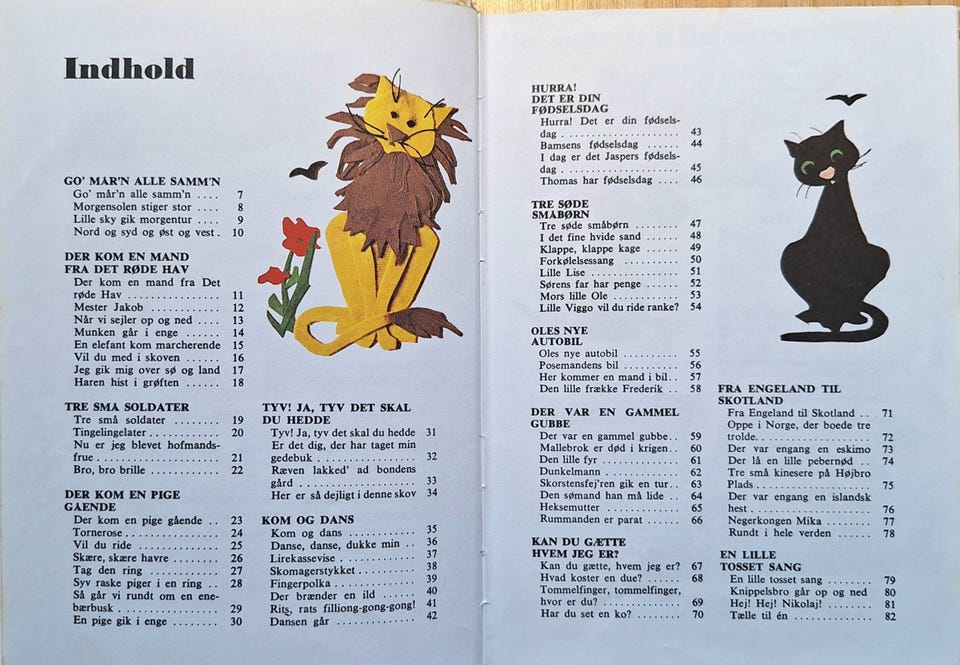 Indhold
GO' MAR'N ALLE SAMM'N
Go' mår'n alle samm'n .... 7
Morgensolen stiger stor .... 8
Lille sky gik morgentur .... 9
Nord og syd og øst og vest . 10
DER KOM EN MAND
FRA DET RØDE HAV
Der kom en mand fra Det
røde Hav ................ 11
Mester Jakob ............ 12
Når vi sejler op og ned .... 13
Munken går i enge ...... 14
En elefant kom marcherende 15
Vil du med i skoven ..... 16
Jeg gik mig over sø og land 17
Haren hist i grøften ...... 18
TRE SMA SOLDATER
Tre små soldater ......... 19
Tingelingelater ............ 20
Nu er jeg blevet hofmands-
frue ..................... 21
Bro, bro brille ........... 22
DER KOM EN PIGE
GAENDE
Der kom en pige gående .. 23
Tornerose ................ 24
Vil du ride ............... 25
Skære, skære havre ....... 26
Tag den ring ............. 27
Syv raske piger i en ring .. 28
Så går vi rundt om en ene-
bærbusk ................. 29
En pige gik i enge ........ 30
TYV! JA, TYV DET SKAL
DU HEDDE
Tyv! Ja, tyv det skal du hedde 31
Er det dig, der har taget min
gedebuk .................. 32
Ræven lakked' ad bondens
gård ..................... 33
Her er så dejligt i denne skov 34
KOM OG DANS
Kom og dans ............. 35
Danse, danse, dukke min .. 36
Lirekassevise ............. 37
Skomagerstykket .......... 38
Fingerpolka .............. 39
Der brænder en ild ....... 40
Rits, rats filliong-gong-gong! 41
Dansen går .............. 42
HURRA!
DET ER DIN
FØDSELSDAG
Hurra! Det er din fødsels-
dag ...................... 43
Bamsens fødselsdag ...... 44
I dag er det Jaspers fødsels-
dag ...................... 45
Thomas har fødselsdag .... 46
TRE SØDE
SMABØRN
Tre søde småbørn ........ 47
I det fine hvide sand ..... 48
Klappe, klappe kage ...... 49
Forkølelsessang .......... 50
Lille Lise ................ 51
Sørens far har penge ..... 52
Mors lille Ole ............ 53
Lille Viggo vil du ride ranke? 54
OLES NYE
AUTOBIL
Oles nye autobil .......... 55
Posemandens bil .......... 56
Her kommer en mand i bil.. 57
Den lille frække Frederik .. 58
DER VAR EN GAMMEL
GUBBE
Der var en gammel gubbe.. 59
Mallebrok er død i krigen.. 60
Den lille fyr ............. 61
Dunkelmann ............. 62
Skorstensfej'ren gik en tur.. 63
Den sømand han må lide .. 64
Heksemutter ............. 65
Rummanden er parat ..... 66
KAN DU GÆTTE
HVEM JEG ER?
Kan du gætte, hvem jeg er? 67
Hvad koster en due? ...... 68
Tommelfinger, tommelfinger,
hvor er du? ............... 69
Har du set en ko? ........ 70
FRA ENGELAND TIL
SKOTLAND
Fra Engeland til Skotland .. 71
Oppe i Norge, der boede tre
trolde..................... 72
Der var engang en eskimo 73
Der lå en lille pebernød .. 74
Tre små kinesere på Højbro
Plads ..................... 75
Der var engang en islandsk
hest ...................... 76
Negerkongen Mika ....... 77
Rundt i hele verden ...... 78
EN LILLE
TOSSET SANG
En lille tosset sang ........ 79
Knippelsbro går op og ned 80
Hej! Hej! Nikolaj! ....... 81
Tælle til én .............. 82